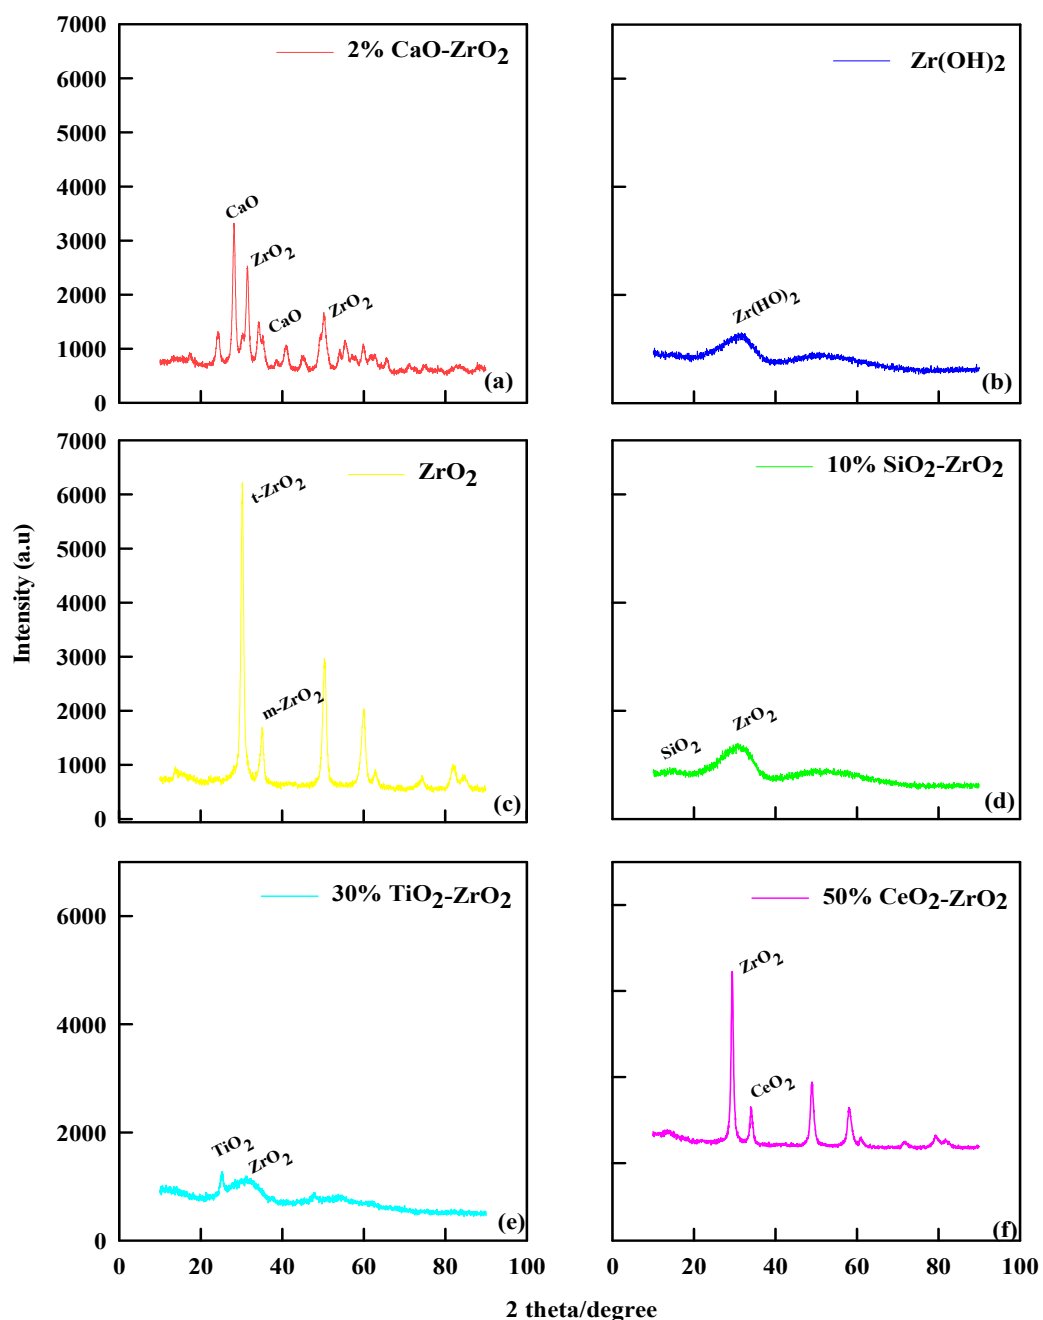 7000
6000
5000
4000
3000
2000
1000
0
2% CaO-ZrO2
CaO
ZrO2
CaO
ZrO2
(a)
Zr(OH)2
Zr(HO)2
(b)
7000
6000
5000
4000
3000
2000
1000
0
ZrO2
t-ZrO2
m-ZrO2
(c)
10% SiO2-ZrO2
SiO2
ZrO2
(d)
Intensity (a.u)
6000
4000
2000
0
30% TiO2-ZrO2
TiO2
ZrO2
(e)
0 20 40 60 80 100
50% CeO2-ZrO2
ZrO2
CeO2
(f)
0 20 40 60 80 100
2 theta/degree